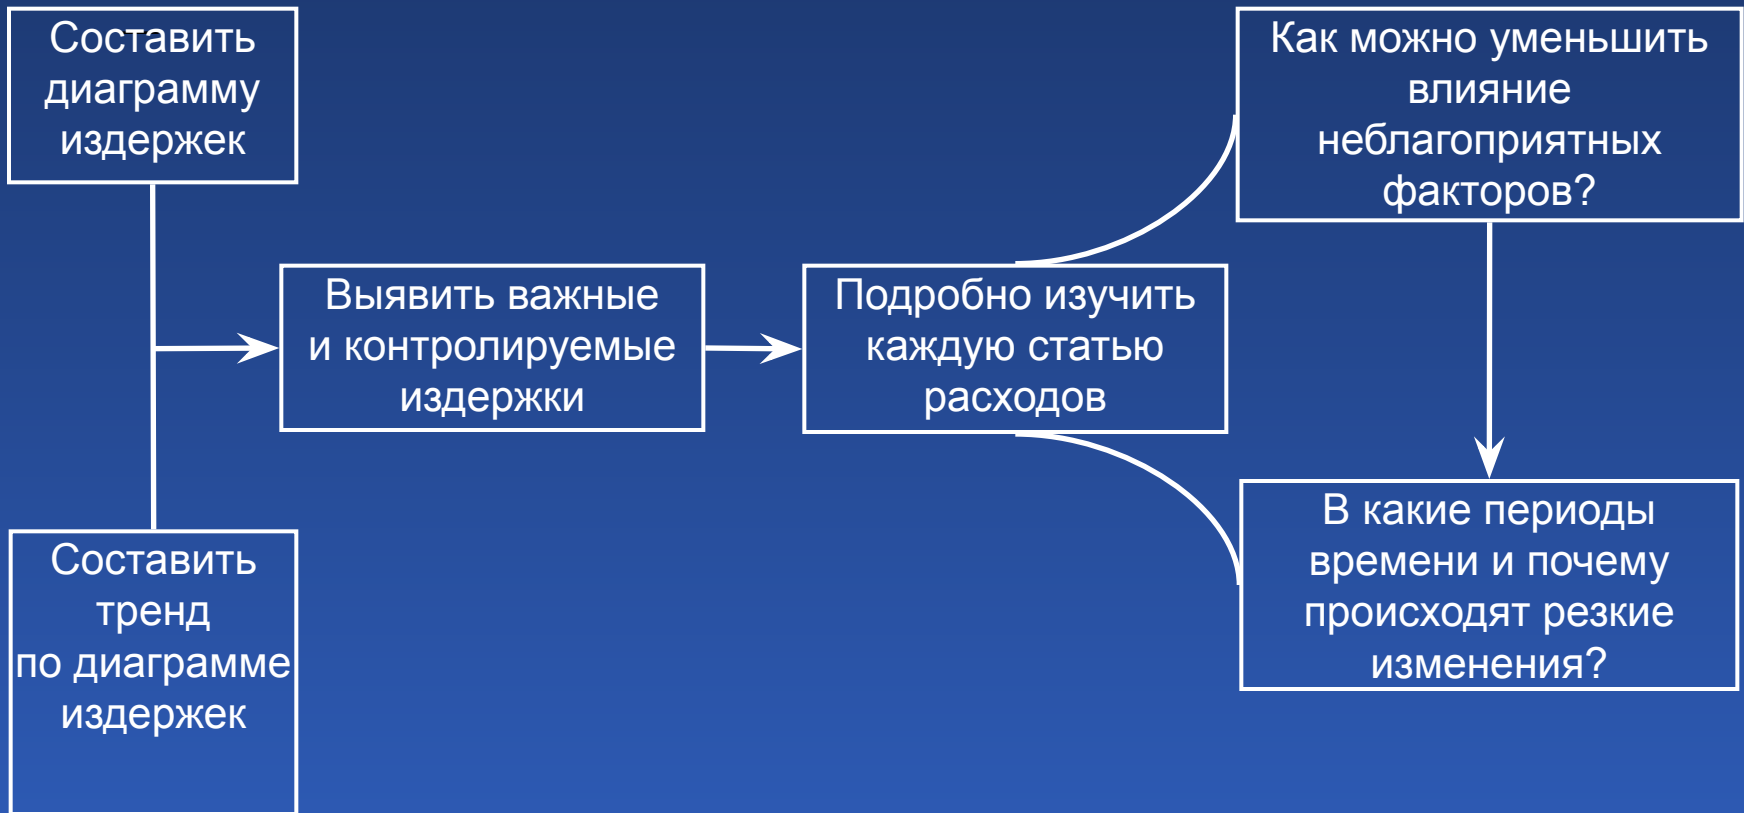 Составить
диаграмму
издержек
Составить
тренд
по диаграмме
издержек
Выявить важные
и контролируемые
издержки
Подробно изучить
каждую статью
расходов
Как можно уменьшить
влияние
неблагоприятных
факторов?
В какие периоды
времени и почему
происходят резкие
изменения?